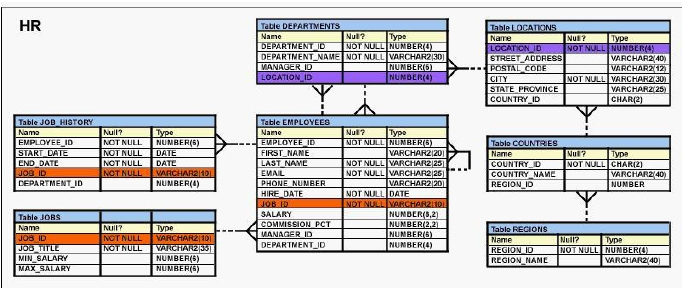 HR
Table DEPARTMENTS
Name Null? Type
DEPARTMENT_ID NOT NULL NUMBER(4)
DEPARTMENT_NAME NOT NULL VARCHAR2(30)
MANAGER_ID NUMBER(6)
LOCATION_ID NUMBER(4)
Table LOCATIONS
Name Null? Type
LOCATION_ID NOT NULL NUMBER(4)
STREET_ADDRESS VARCHAR2(40)
POSTAL_CODE VARCHAR2(12)
CITY NOT NULL VARCHAR2(30)
STATE_PROVINCE VARCHAR2(25)
COUNTRY_ID CHAR(2)
Table JOB_HISTORY
Name Null? Type
EMPLOYEE_ID NOT NULL NUMBER(6)
START_DATE NOT NULL DATE
END_DATE NOT NULL DATE
JOB_ID NOT NULL VARCHAR2(10)
DEPARTMENT_ID NUMBER(4)
Table EMPLOYEES
Name Null? Type
EMPLOYEE_ID NOT NULL NUMBER(6)
FIRST_NAME VARCHAR2(20)
LAST_NAME NOT NULL VARCHAR2(25)
EMAIL NOT NULL VARCHAR2(25)
PHONE_NUMBER VARCHAR2(20)
HIRE_DATE NOT NULL DATE
JOB_ID NOT NULL VARCHAR2(10)
SALARY NUMBER(8,2)
COMMISSION_PCT NUMBER(2,2)
MANAGER_ID NUMBER(6)
DEPARTMENT_ID NUMBER(4)
Table COUNTRIES
Name Null? Type
COUNTRY_ID NOT NULL CHAR(2)
COUNTRY_NAME VARCHAR2(40)
REGION_ID NUMBER
Table JOBS
Name Null? Type
JOB_ID NOT NULL VARCHAR2(10)
JOB_TITLE NOT NULL VARCHAR2(35)
MIN_SALARY NUMBER(6)
MAX_SALARY NUMBER(6)
Table REGIONS
Name Null? Type
REGION_ID NOT NULL NUMBER(4)
REGION_NAME VARCHAR2(40)